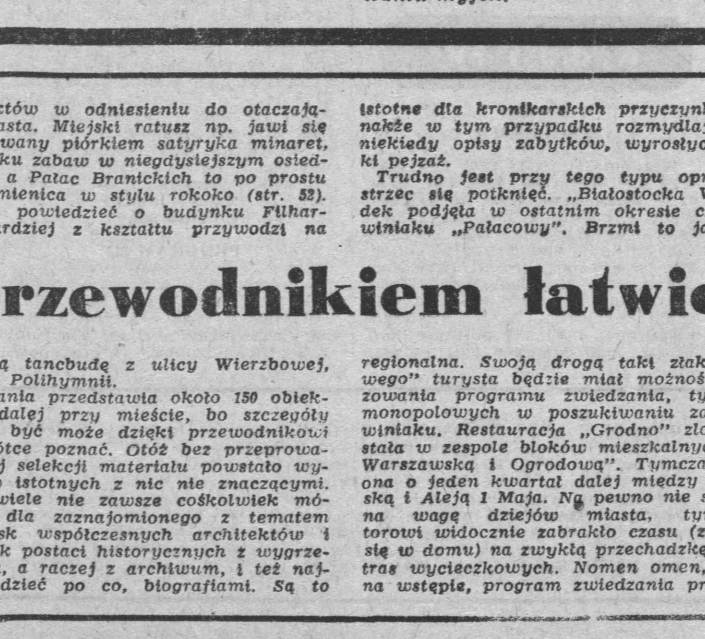 ctów w odniesieniu do otaczają-
asta. Miejski ratusz np. jawi się
wany piórkiem satyryka minaret,
ku zabaw w niegdysiejszym osied-
a Pałac Branickich to po prostu
mienica w stylu rokoko (str. 52).
powiedzieć o budynku Filhar-
rdziej z kształtu przywodzi na
istotne dla kronikarskich przyczynk
nakże w tym przypadku rozmydla
niekiedy opisy zabytków, wyrosłyc
ki pejzaż.
Trudno jest przy tego typu opr
strzec się potknięć. „Białostocka W
dek podjęła w ostatnim okresie c
winiaku „Pałacowy”. Brzmi to ja
rzewodnikiem łatwie
ą tancbudę z ulicy Wierzbowej,
Polihymnii.
ania przedstawia około 150 obiek-
dalej przy mieście, bo szczegóły
być może dzięki przewodnikowi
ótce poznać. Otóż bez przeprowa-
j selekcji materiału powstało wy-
istotnych z nic nie znaczącymi.
wiele nie zawsze cośkolwiek mó-
dla zaznajomionego z tematem
sk współczesnych architektów i
k postaci historycznych z wygrze-
, a raczej z archiwum, i też naj-
dzieć po co, biografiami. Są to
regionalna. Swoją drogą taki złak
wego” turysta będzie miał możnoś
zowania programu zwiedzania, ty
monopolowych w poszukiwaniu za
winiaku. Restauracja „Grodno” zlo
stała w zespole bloków mieszkalny
Warszawską i Ogrodową”. Tymcza
ona o jeden kwartał dalej między
ską i Aleją 1 Maja. Na pewno nie s
na wagę dziejów miasta, ty
torowi widocznie zabrakło czasu (z
się w domu) na zwykłą przechadzkę
tras wycieczkowych. Nomen omen,
na wstępie, program zwiedzania pr